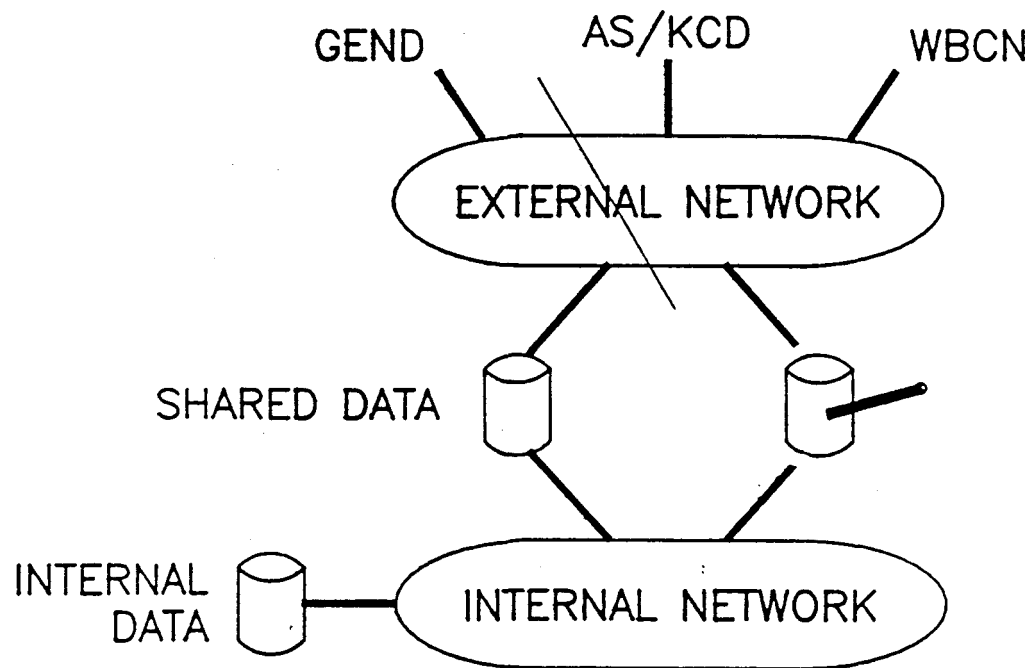 GEND
AS/KCD
WBCN
EXTERNAL NETWORK
SHARED DATA
INTERNAL
DATA
INTERNAL NETWORK